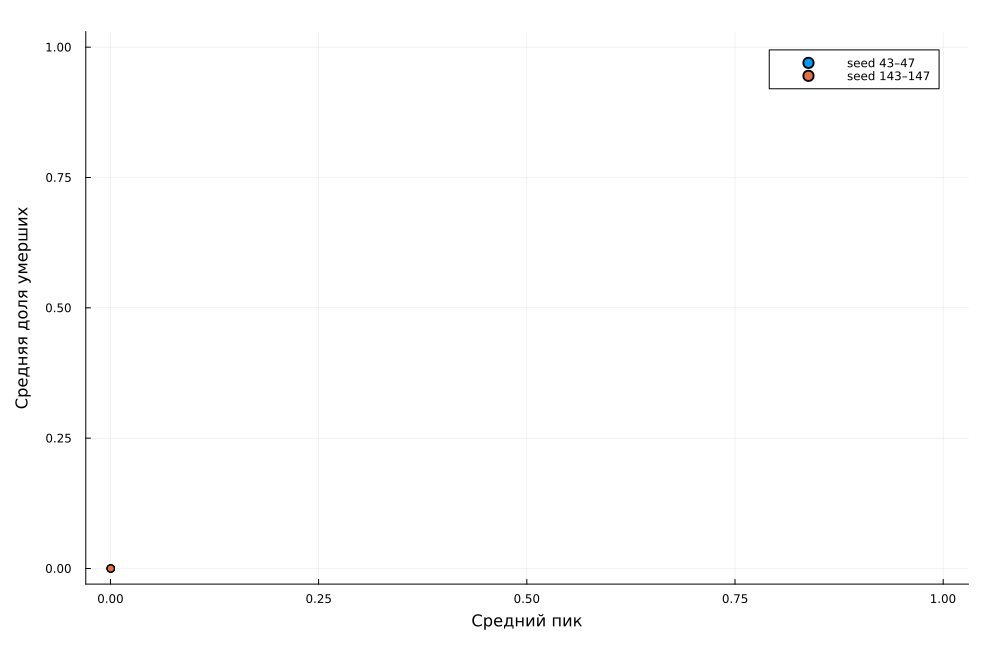 1.00
0.75
0.50
0.25
0.00
Средняя доля умерших
seed 43–47
seed 143–147
0.00 0.25 0.50 0.75 1.00
Средний пик